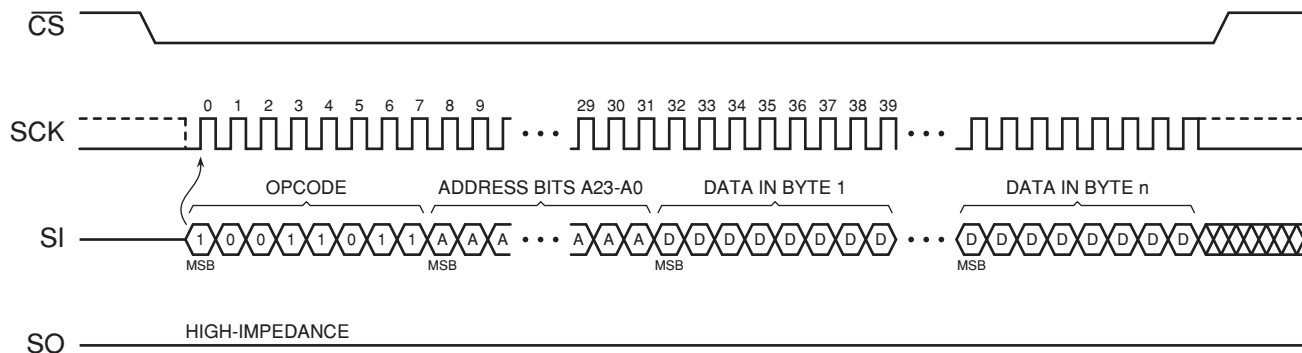 CS
0 1 2 3 4 5 6 7 8 9 29 30 31 32 33 34 35 36 37 38 39
SCK
OPCODE ADDRESS BITS A23-A0 DATA IN BYTE 1 DATA IN BYTE n
SI 1 0 0 1 1 0 1 1 A A A A A A D D D D D D D D D D D D D D D D
MSB MSB MSB MSB
HIGH-IMPEDANCE
SO